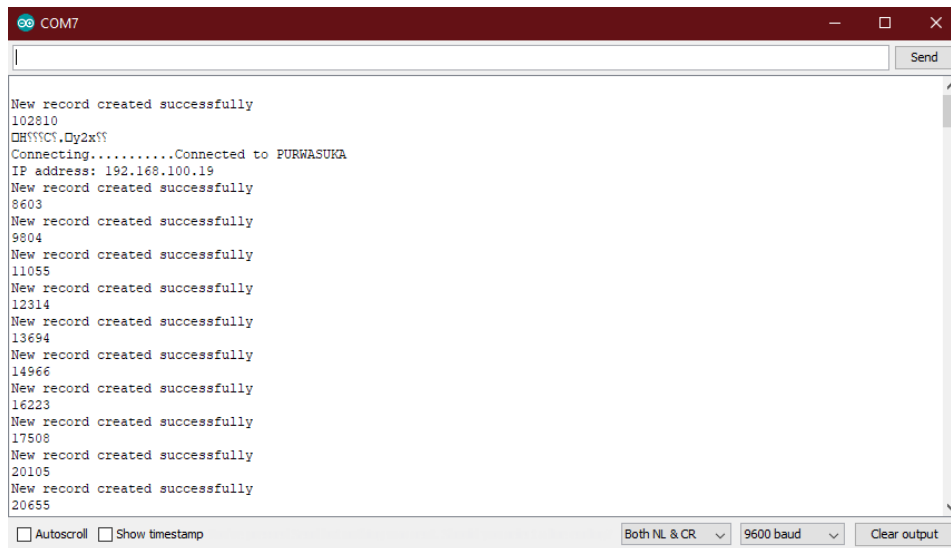 COM7
Send
New record created successfully
102810
Connecting...........Connected to PURWASUKA
IP address: 192.168.100.19
New record created successfully
8603
New record created successfully
9804
New record created successfully
11055
New record created successfully
12314
New record created successfully
13694
New record created successfully
14966
New record created successfully
16223
New record created successfully
17508
New record created successfully
20105
New record created successfully
20655
Autoscroll Show timestamp Both NL & CR 9600 baud Clear output